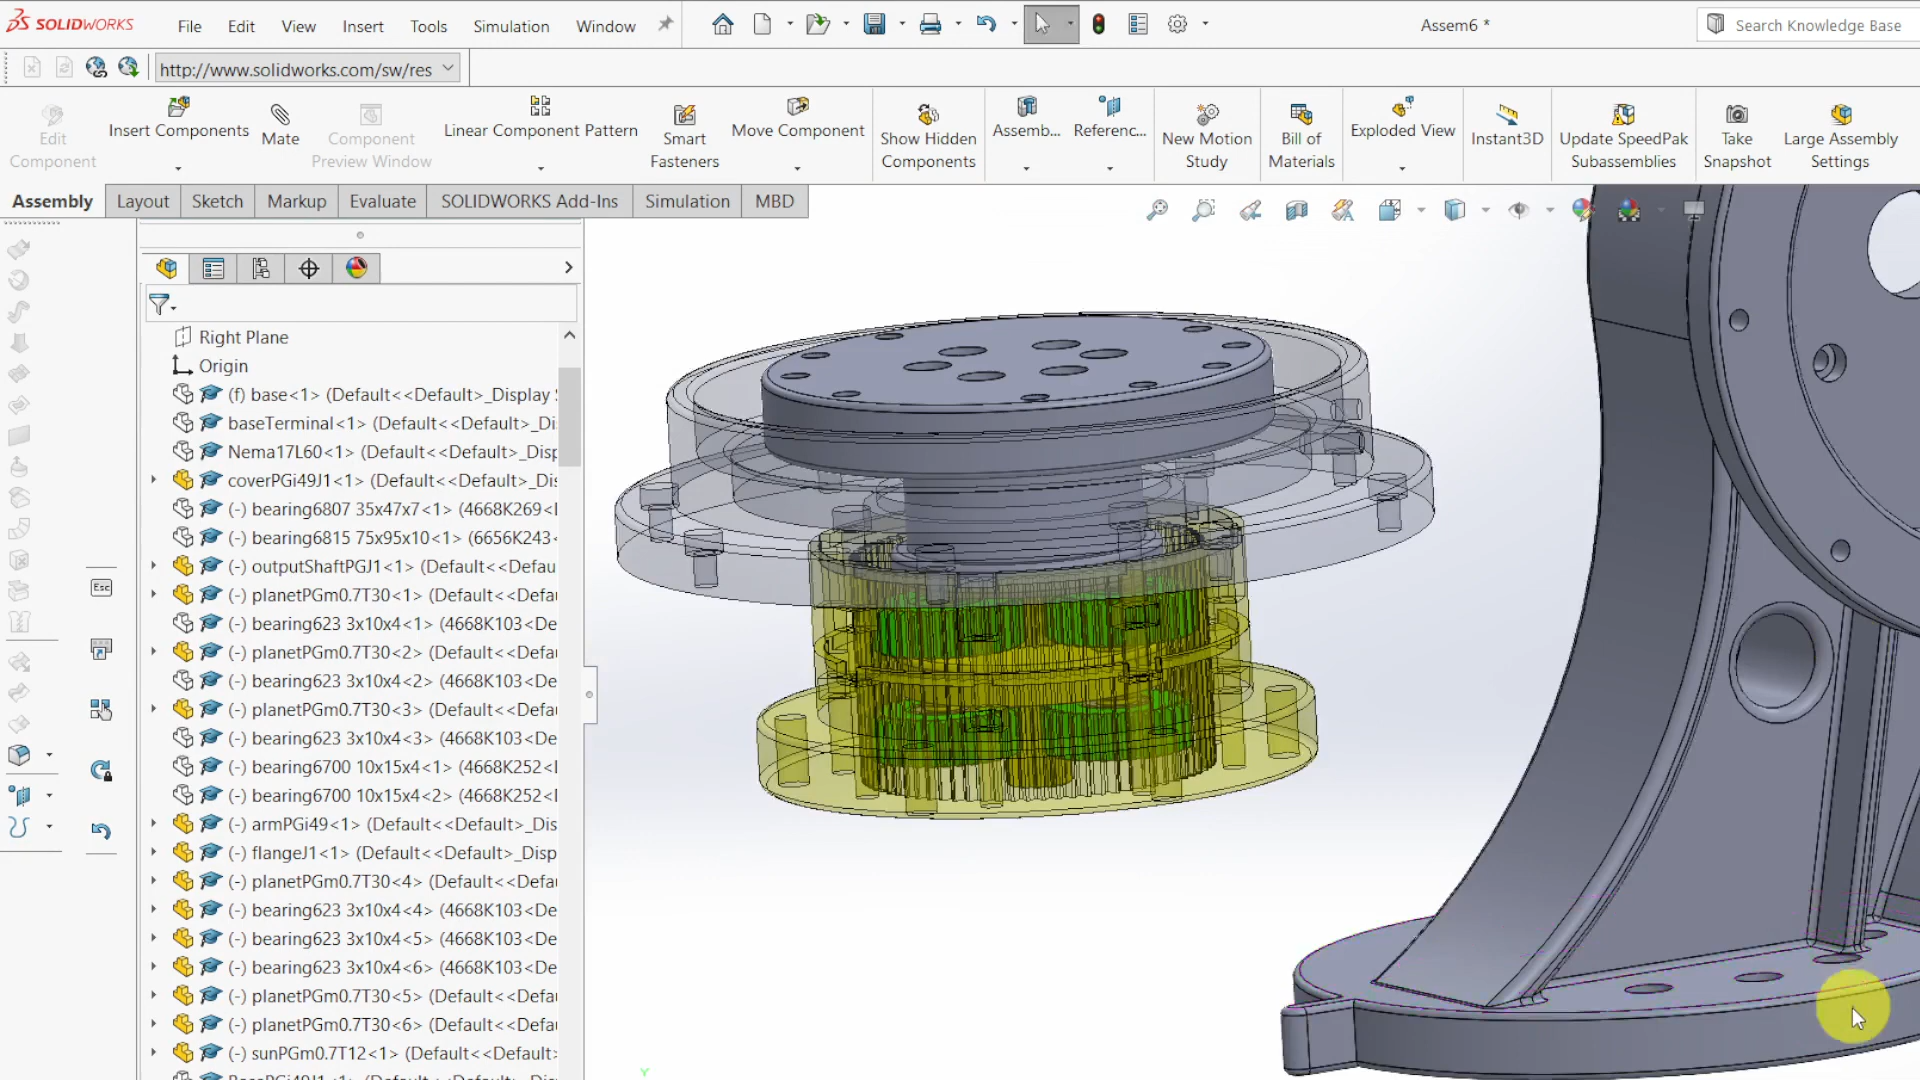 SOLIDWORKS File Edit View Insert Tools Simulation Window Assem6 * Search Knowledge Base
http://www.solidworks.com/sw/res
Edit Component
Insert Components
Mate
Component Preview Window
Linear Component Pattern
Smart Fasteners
Move Component
Show Hidden Components
Assemb...
Referenc...
New Motion Study
Bill of Materials
Exploded View
Instant3D
Update SpeedPak Subassemblies
Take Snapshot
Large Assembly Settings
Assembly Layout Sketch Markup Evaluate SOLIDWORKS Add-Ins Simulation MBD
Right Plane
Origin
(f) base<1> (Default<<Default>_Display
baseTerminal<1> (Default<<Default>_Di
Nema17L60<1> (Default<<Default>_Disp
coverPGi49J1<1> (Default<<Default>_Dis
(-) bearing6807 35x47x7<1> (4668K269<
(-) bearing6815 75x95x10<1> (6656K243
(-) outputShaftPGJ1<1> (Default<<Defau
(-) planetPGm0.7T30<1> (Default<<Defa
(-) bearing623 3x10x4<1> (4668K103<De
(-) planetPGm0.7T30<2> (Default<<Defa
(-) bearing623 3x10x4<2> (4668K103<De
(-) planetPGm0.7T30<3> (Default<<Defa
(-) bearing623 3x10x4<3> (4668K103<De
(-) bearing6700 10x15x4<1> (4668K252<
(-) bearing6700 10x15x4<2> (4668K252<
(-) armPGi49<1> (Default<<Default>_Dis
(-) flangeJ1<1> (Default<<Default>_Disp
(-) planetPGm0.7T30<4> (Default<<Defa
(-) bearing623 3x10x4<4> (4668K103<De
(-) bearing623 3x10x4<5> (4668K103<De
(-) bearing623 3x10x4<6> (4668K103<De
(-) planetPGm0.7T30<5> (Default<<Defa
(-) planetPGm0.7T30<6> (Default<<Defa
(-) sunPGm0.7T12<1> (Default<<Default>
Esc
Y